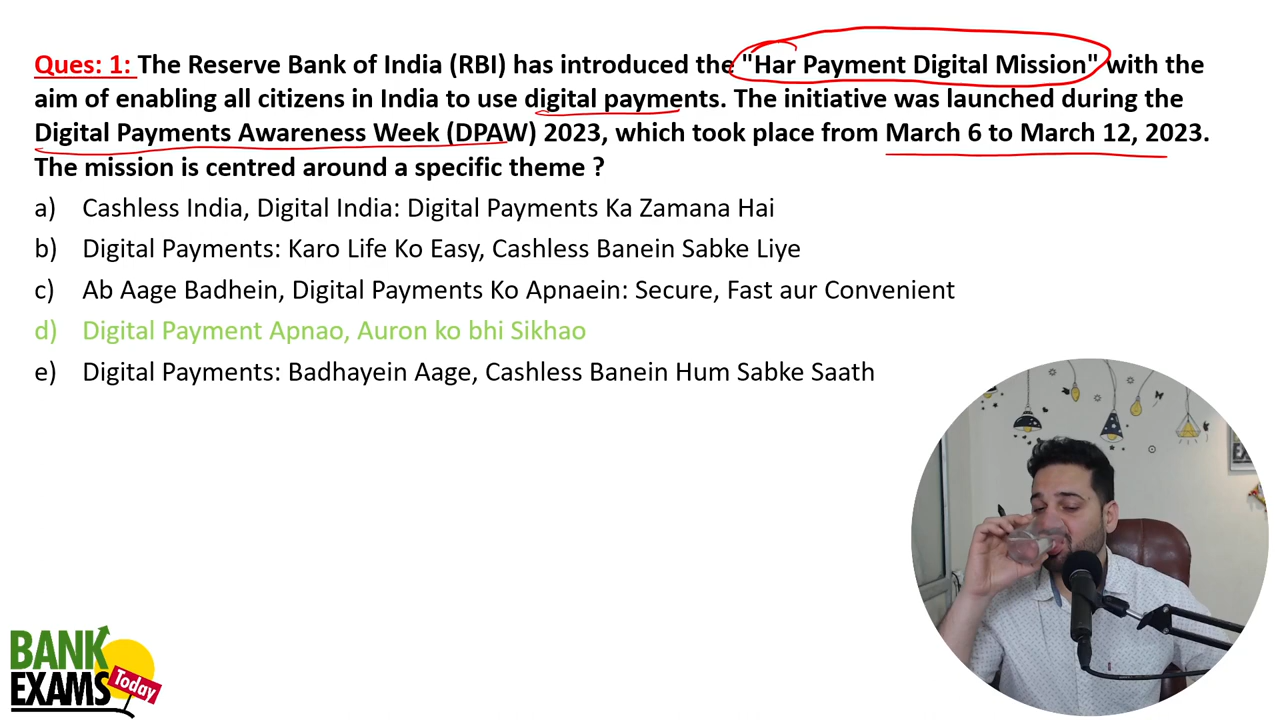 Ques: 1: The Reserve Bank of India (RBI) has introduced the "Har Payment Digital Mission" with the
aim of enabling all citizens in India to use digital payments. The initiative was launched during the
Digital Payments Awareness Week (DPAW) 2023, which took place from March 6 to March 12, 2023.
The mission is centred around a specific theme ?
a) Cashless India, Digital India: Digital Payments Ka Zamana Hai
b) Digital Payments: Karo Life Ko Easy, Cashless Banein Sabke Liye
c) Ab Aage Badhein, Digital Payments Ko Apnaein: Secure, Fast aur Convenient
d) Digital Payment Apnao, Auron ko bhi Sikhao
e) Digital Payments: Badhayein Aage, Cashless Banein Hum Sabke Saath
BANK
EXAMS
Today